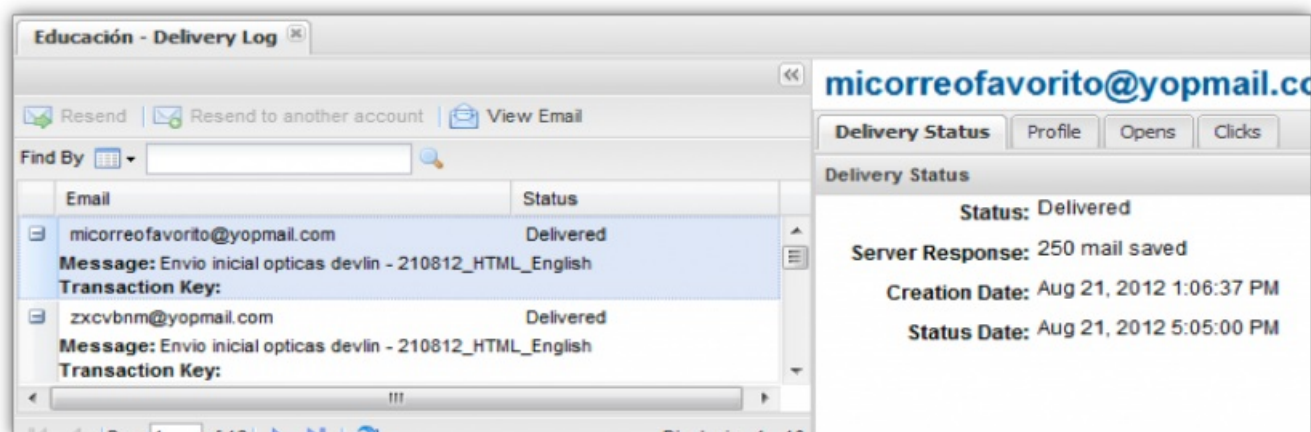 Educación - Delivery Log
Resend Resend to another account View Email
Find By
Email Status
micorreofavorito@yopmail.com Delivered
Message: Envio inicial opticas devlin - 210812_HTML_English
Transaction Key:
zxcvbnm@yopmail.com Delivered
Message: Envio inicial opticas devlin - 210812_HTML_English
Transaction Key:
micorreofavorito@yopmail.co
Delivery Status Profile Opens Clicks
Delivery Status
Status: Delivered
Server Response: 250 mail saved
Creation Date: Aug 21, 2012 1:06:37 PM
Status Date: Aug 21, 2012 5:05:00 PM